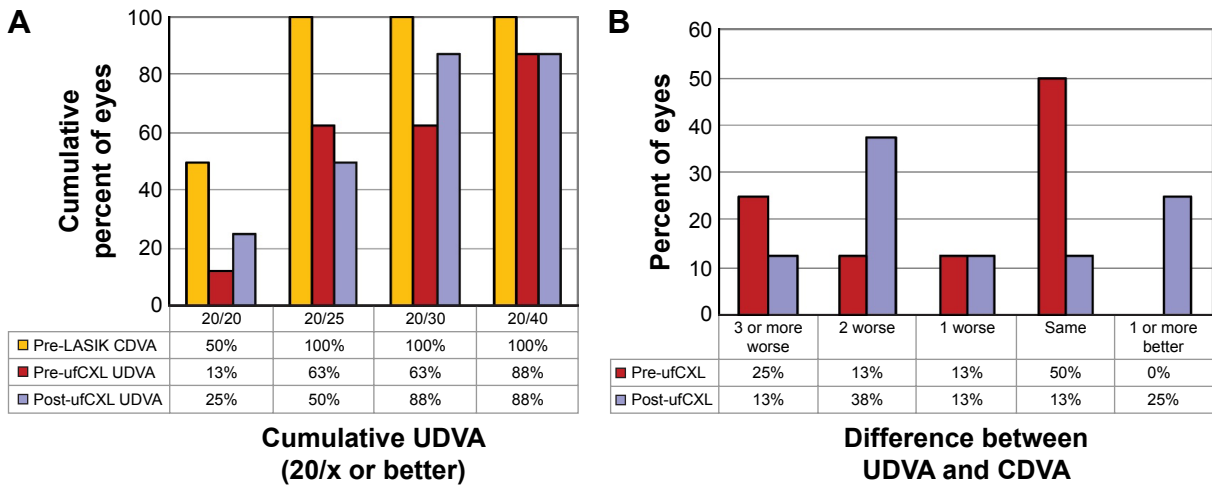 A
Cumulative
percent of eyes
100
80
60
40
20
0
20/20 20/25 20/30 20/40
Pre-LASIK CDVA 50% 100% 100% 100%
Pre-ufCXL UDVA 13% 63% 63% 88%
Post-ufCXL UDVA 25% 50% 88% 88%
Cumulative UDVA
(20/x or better)
B
Percent of eyes
60
50
40
30
20
10
0
3 or more worse 2 worse 1 worse Same 1 or more better
Pre-ufCXL 25% 13% 13% 50% 0%
Post-ufCXL 13% 38% 13% 13% 25%
Difference between
UDVA and CDVA